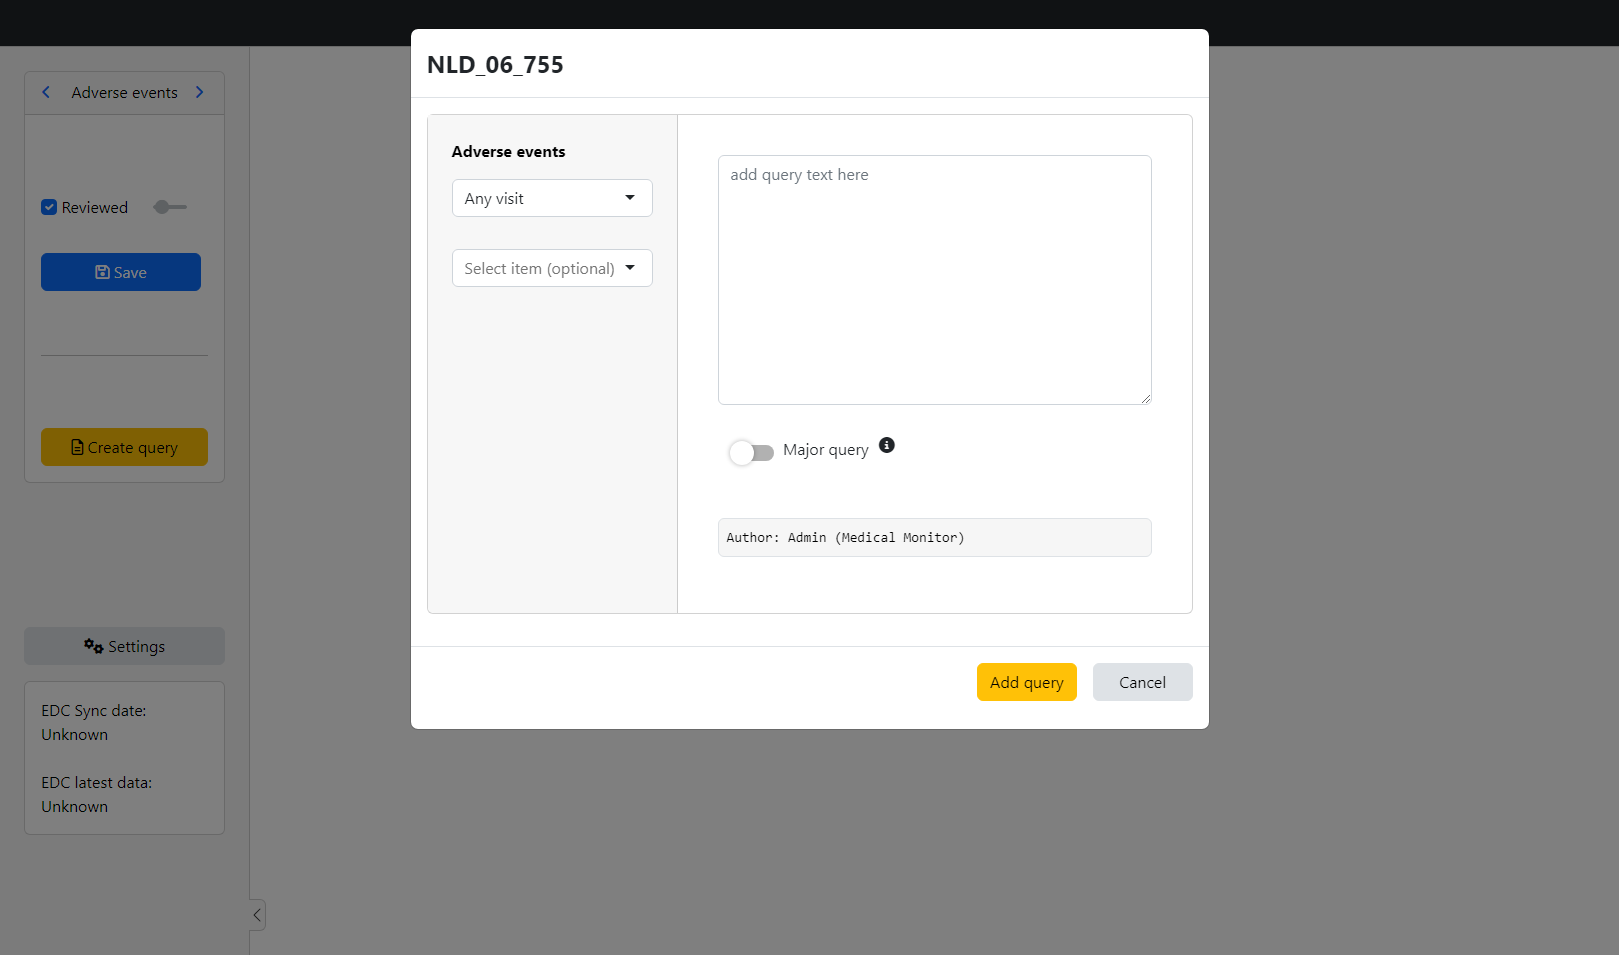 NLD_06_755
Adverse events
Adverse events
Any visit
add query text here
Reviewed
Select item (optional)
Save
Major query
Create query
Author: Admin (Medical Monitor)
Settings
Add query
Cancel
EDC Sync date:
Unknown
EDC latest data:
Unknown